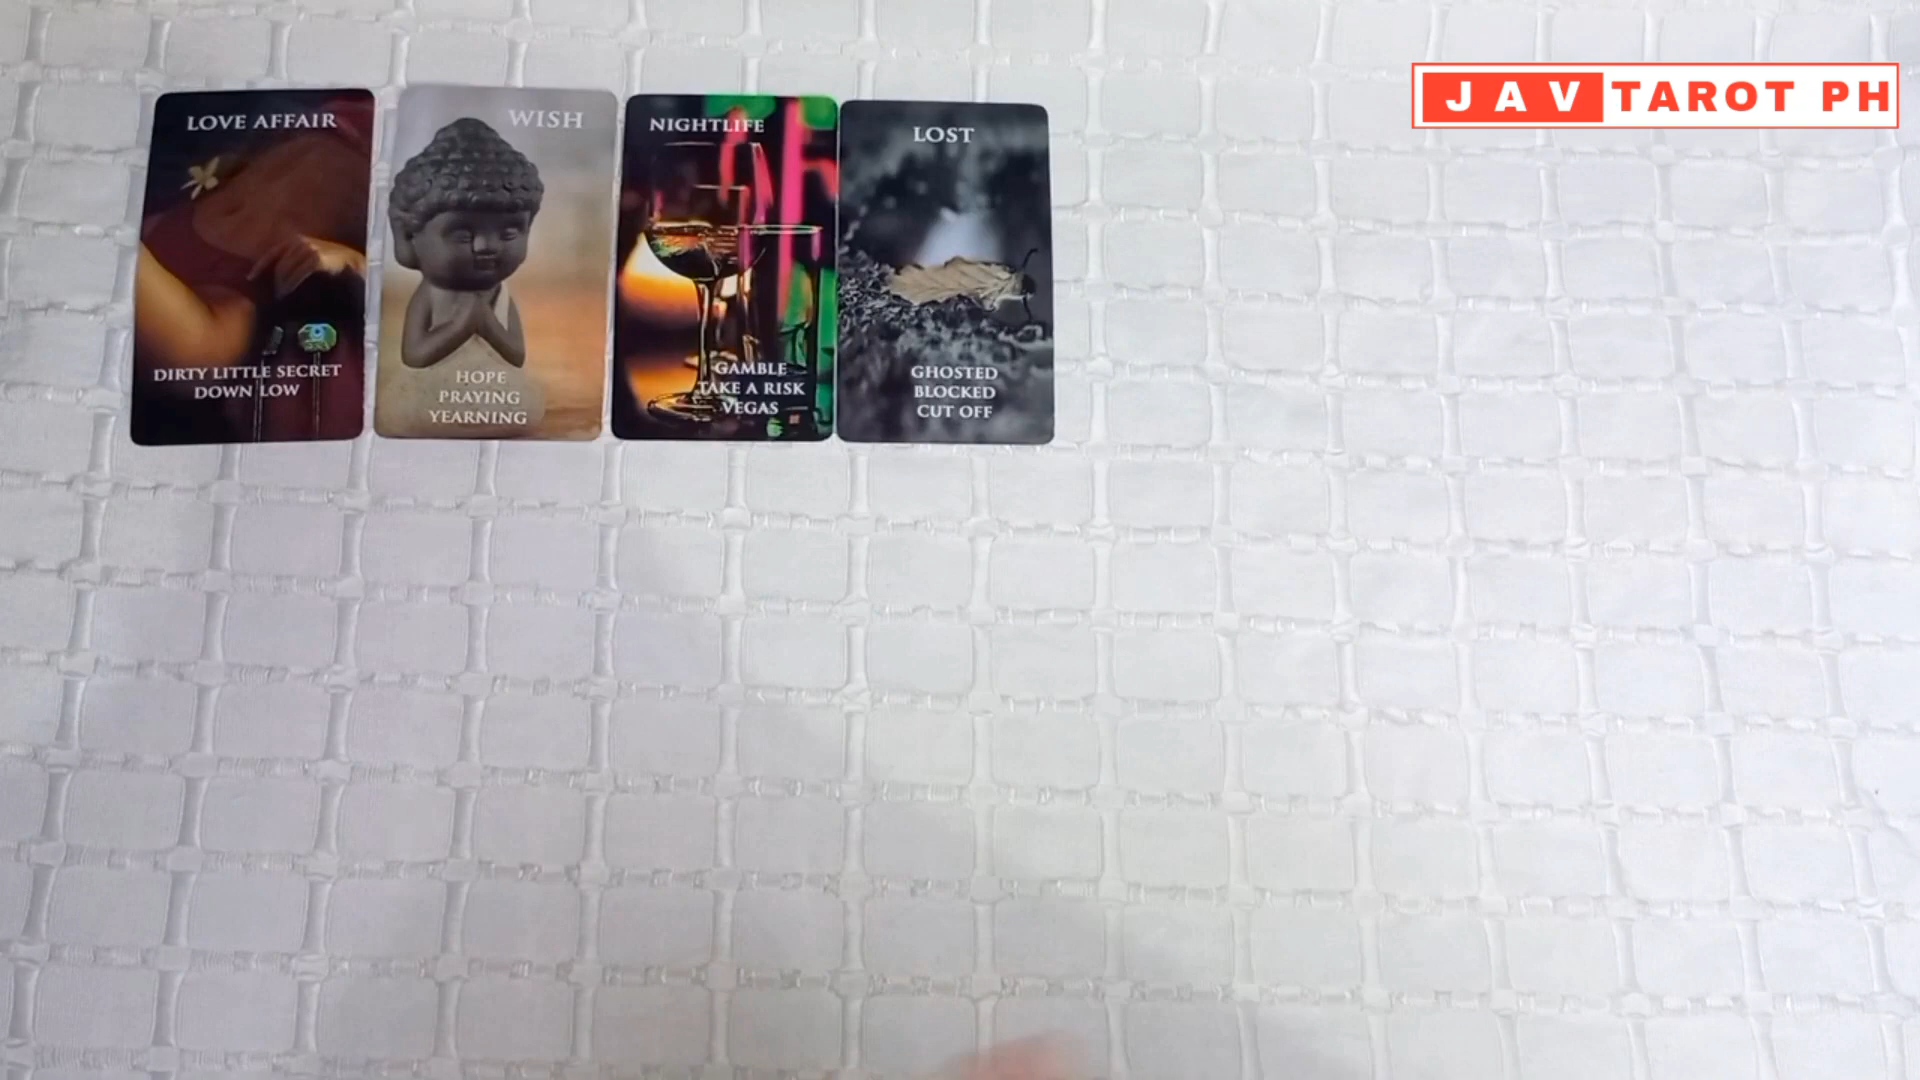 JAV TAROT PH
LOVE AFFAIR
DIRTY LITTLE SECRET
DOWN LOW
WISH
HOPE
PRAYING
YEARNING
NIGHTLIFE
GAMBLE
TAKE A RISK
VEGAS
LOST
GHOSTED
BLOCKED
CUT OFF